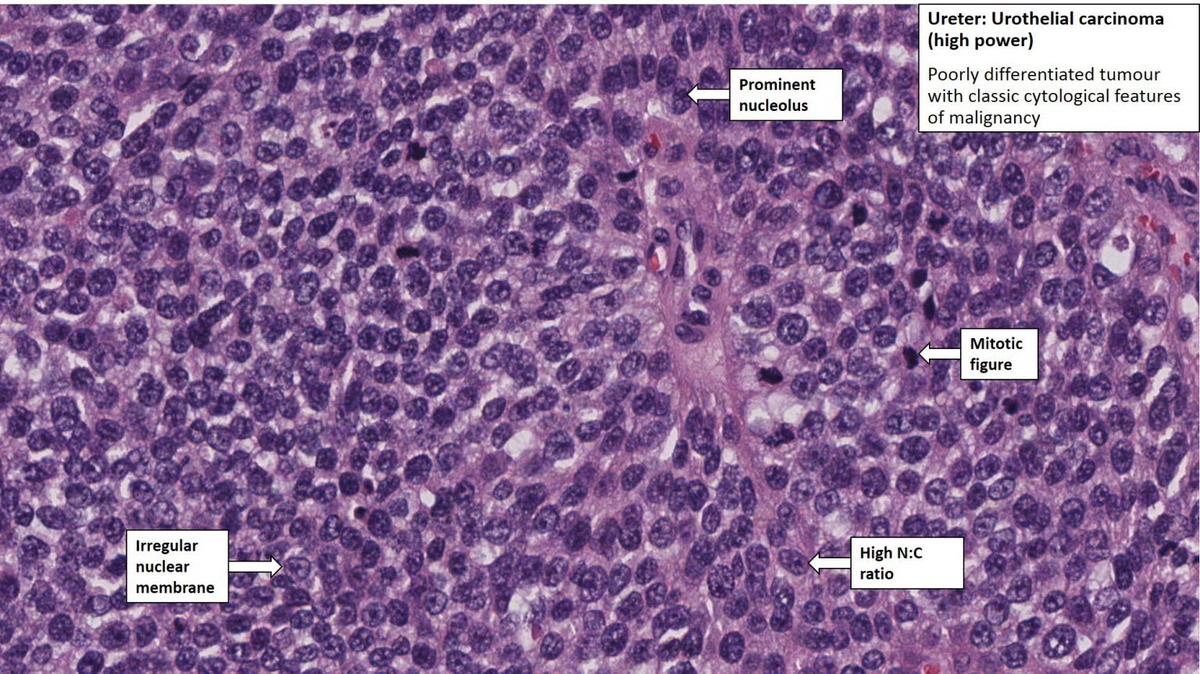 Ureter: Urothelial carcinoma
(high power)
Poorly differentiated tumour
with classic cytological features
of malignancy
Prominent
nucleolus
Mitotic
figure
Irregular
nuclear
membrane
High N:C
ratio